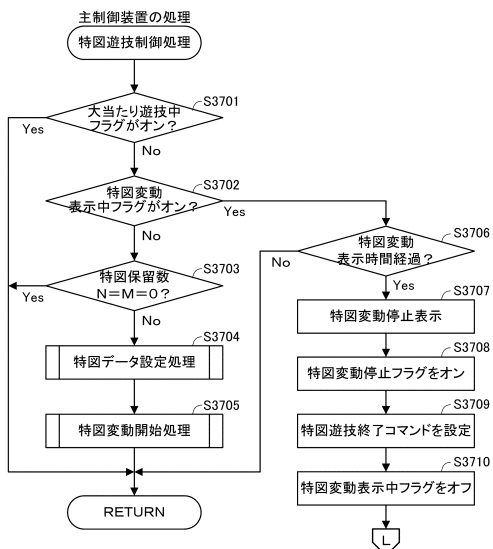 主制御装置の処理
特図遊技制御処理
S3701
大当たり遊技中
フラグがオン？
Yes
No
S3702
特図変動
表示中フラグがオン？
Yes
No
S3706
特図変動
表示時間経過？
No
Yes
S3703
特図保留数
N＝M＝0？
Yes
No
S3707
特図変動停止表示
S3704
特図データ設定処理
S3708
特図変動停止フラグをオン
S3705
特図変動開始処理
S3709
特図遊技終了コマンドを設定
S3710
特図変動表示中フラグをオフ
RETURN
L